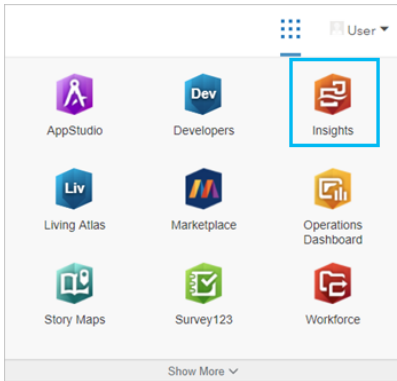 User
AppStudio
Dev
Developers
Insights
Liv
Living Atlas
Marketplace
Operations
Dashboard
Story Maps
Survey123
Workforce
Show More